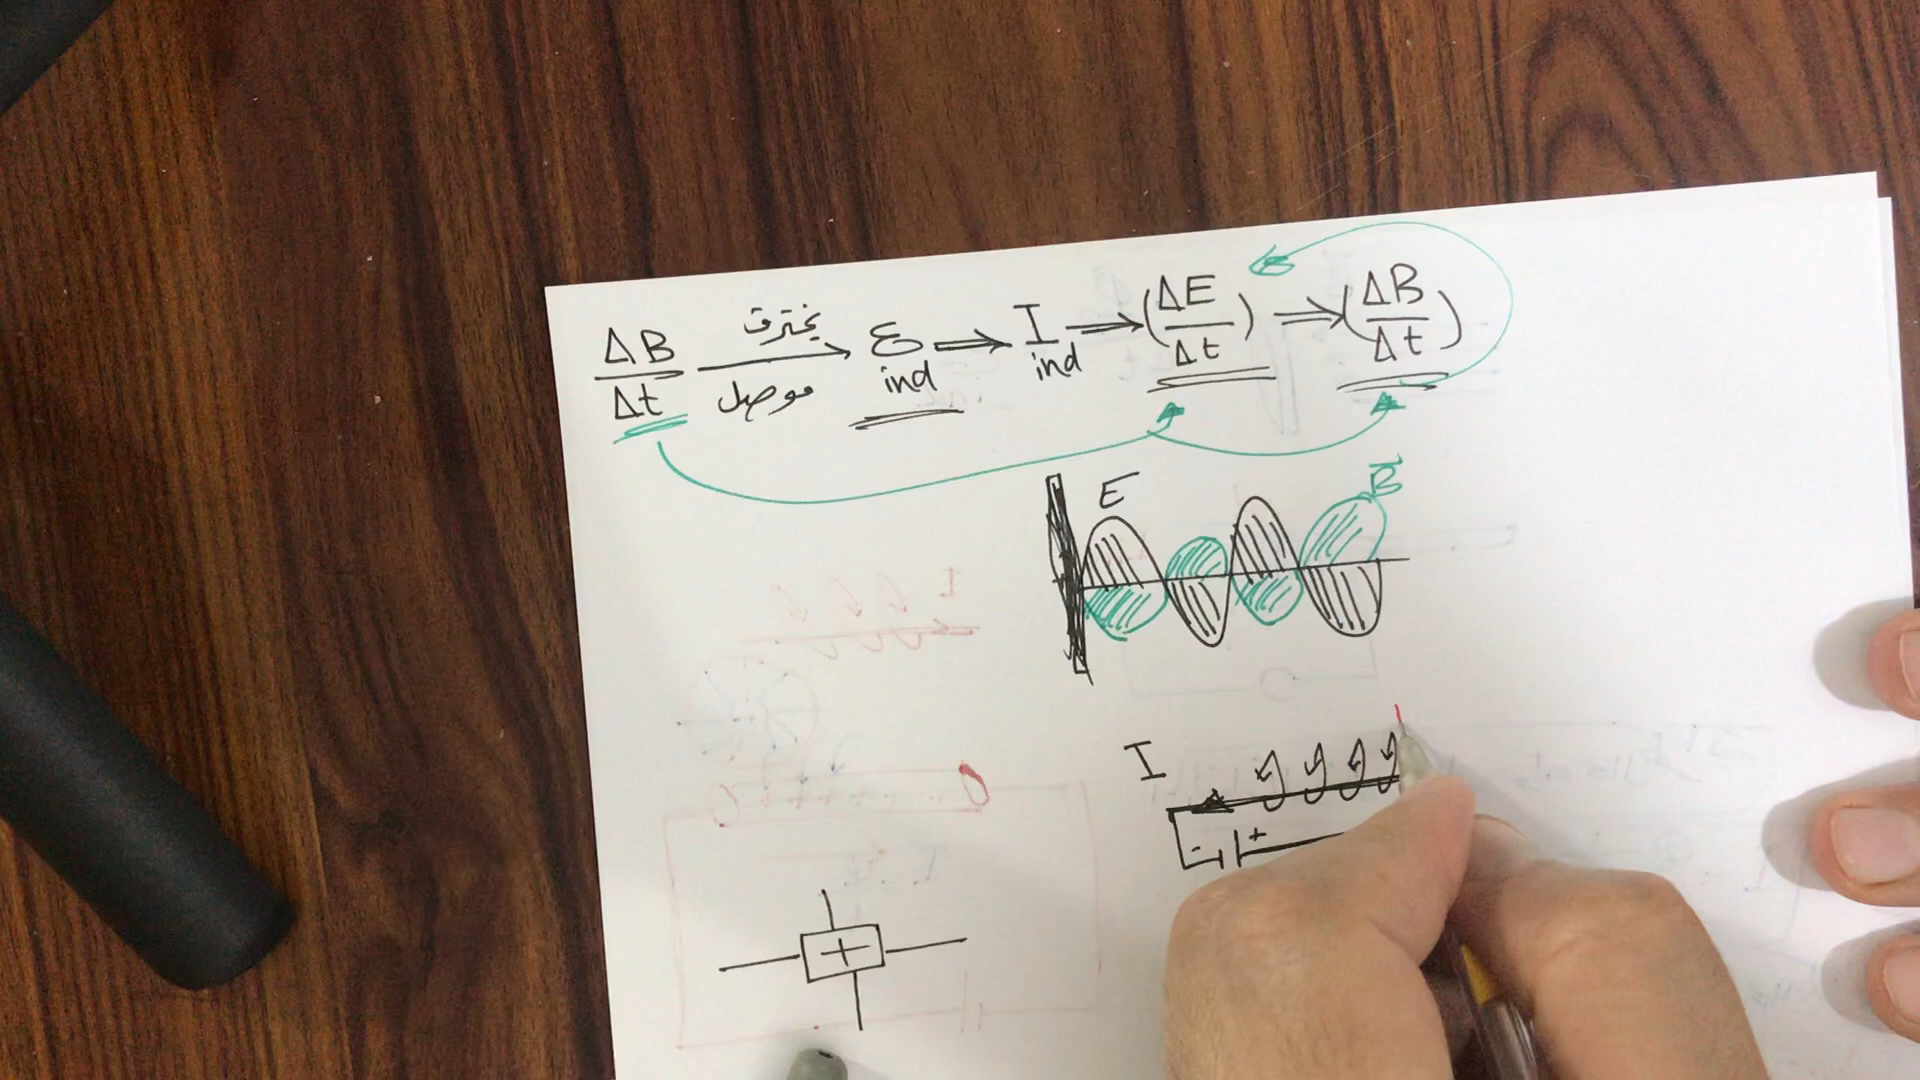 ΔB/Δt يخترق موصل → ε ind ⇒ I ind ⇒ (ΔE/Δt) ⇒ (ΔB/Δt)
E B
I
- +
+